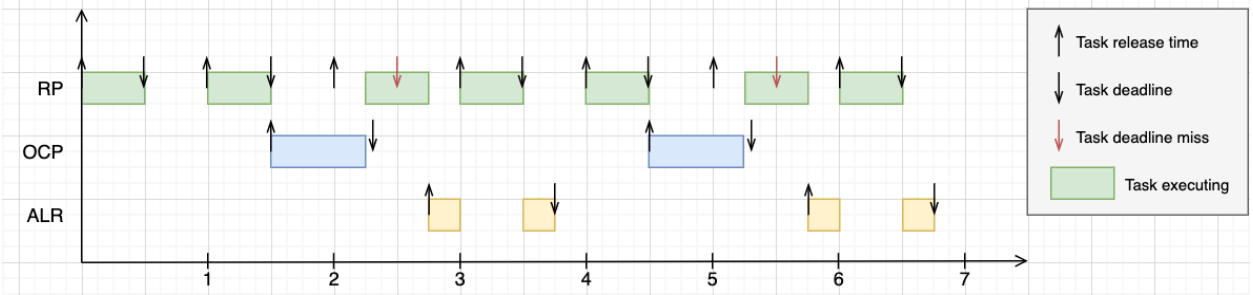 Task release time
RP
Task deadline
Task deadline miss
OCP
Task executing
ALR
1 2 3 4 5 6 7